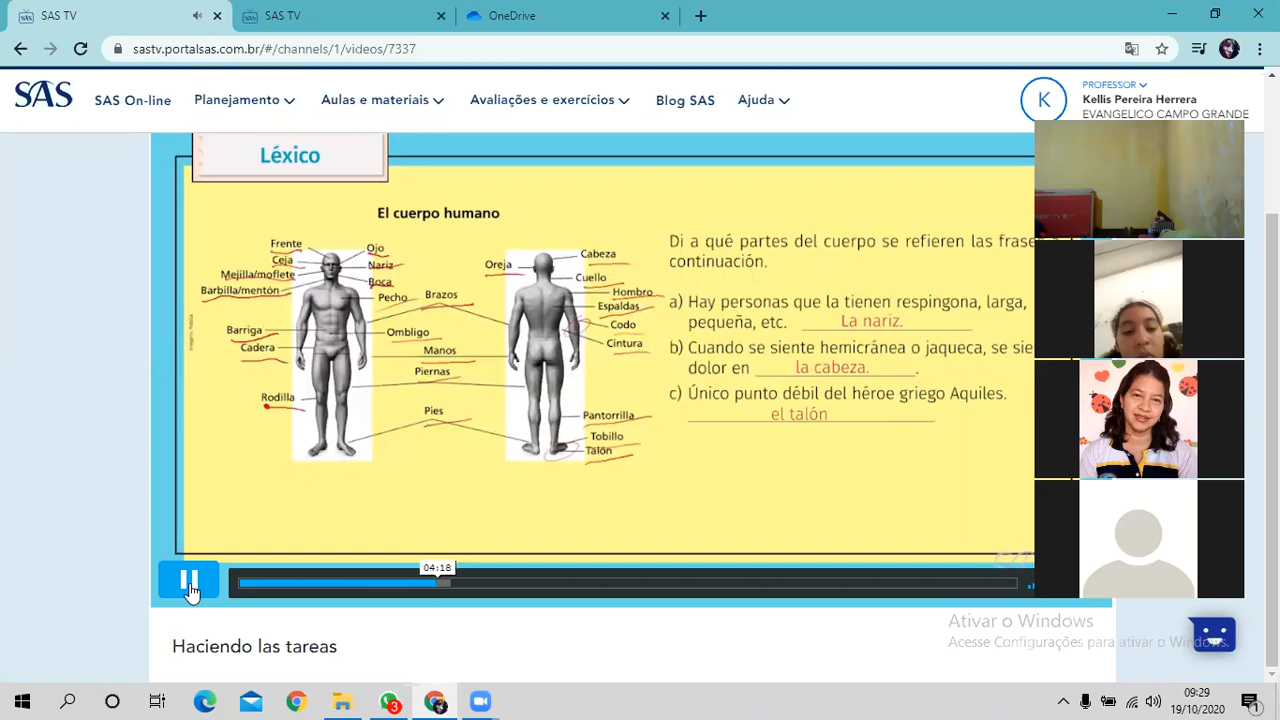 SAS TV
SAS TV
OneDrive
sastv.portalsas.com.br/#/channels/1/videos/7337
SAS
SAS On-line
Planejamento
Aulas e materiais
Avaliações e exercícios
Blog SAS
Ajuda
K
PROFESSOR
Kellis Pereira Herrera
EVANGELICO CAMPO GRANDE
Léxico
El cuerpo humano
Frente
Ceja
Mejilla/moflete
Barbilla/mentón
Barriga
Cadera
Rodilla
Ojo
Nariz
Boca
Pecho
Brazos
Ombligo
Manos
Piernas
Pies
Oreja
Cabeza
Cuello
Hombro
Espaldas
Codo
Cintura
Pantorrilla
Tobillo
Talón
Di a qué partes del cuerpo se refieren las frase
continuación.
a) Hay personas que la tienen respingona, larga,
pequeña, etc. La nariz.
b) Cuando se siente hemicránea o jaqueca, se sie
dolor en la cabeza.
c) Único punto débil del héroe griego Aquiles.
el talón
04:18
Haciendo las tareas
Ativar o Windows
Acesse Configurações para ativar o Windows.
3
09:29
19/10/2020
1